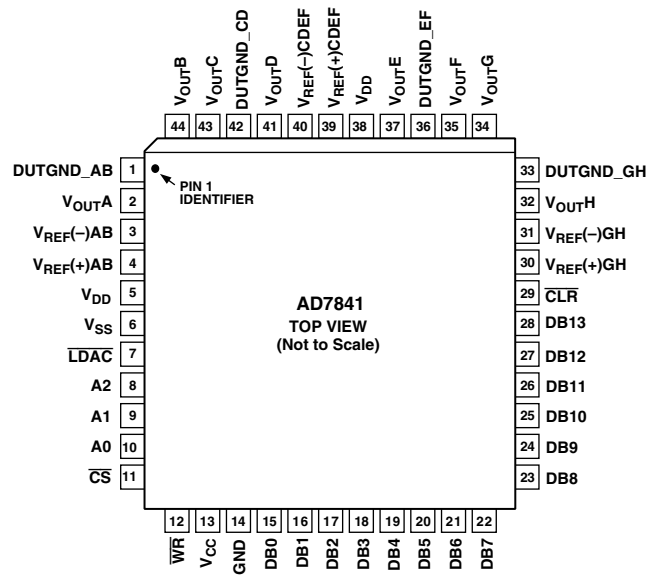 VOUTB
VOUTC
DUTGND_CD
VOUTD
VREF(–)CDEF
VREF(+)CDEF
VDD
VOUTE
DUTGND_EF
VOUTF
VOUTG
44 43 42 41 40 39 38 37 36 35 34
DUTGND_AB 1
VOUTA 2
VREF(–)AB 3
VREF(+)AB 4
VDD 5
VSS 6
LDAC 7
A2 8
A1 9
A0 10
CS 11
PIN 1
IDENTIFIER
AD7841
TOP VIEW
(Not to Scale)
33 DUTGND_GH
32 VOUTH
31 VREF(–)GH
30 VREF(+)GH
29 CLR
28 DB13
27 DB12
26 DB11
25 DB10
24 DB9
23 DB8
12 13 14 15 16 17 18 19 20 21 22
WR
VCC
GND
DB0
DB1
DB2
DB3
DB4
DB5
DB6
DB7